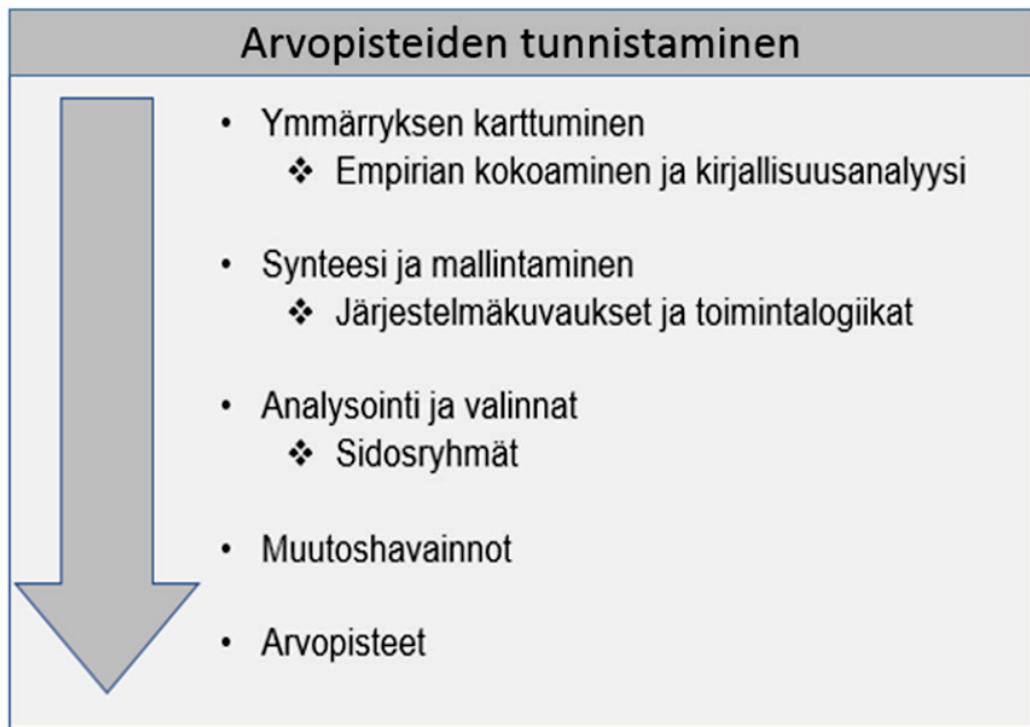 Arvopisteiden tunnistaminen
• Ymmärryksen karttuminen
❖ Empirian kokoaminen ja kirjallisuusanalyysi
• Synteesi ja mallintaminen
❖ Järjestelmäkuvaukset ja toimintalogiikat
• Analysointi ja valinnat
❖ Sidosryhmät
• Muutoshavainnot
• Arvopisteet